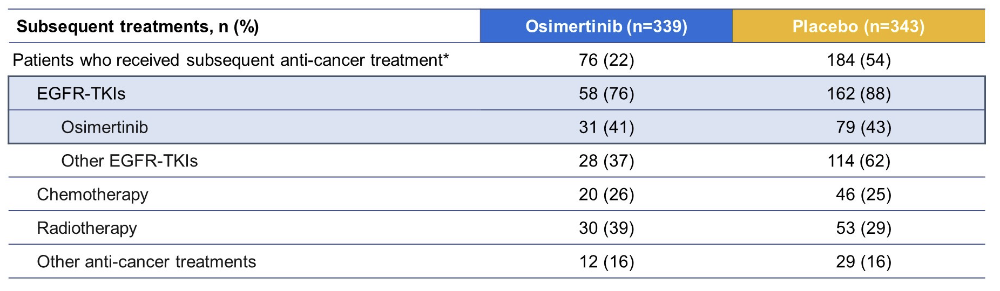 Subsequent treatments, n (%) Osimertinib (n=339) Placebo (n=343)
Patients who received subsequent anti-cancer treatment* 76 (22) 184 (54)
EGFR-TKIs 58 (76) 162 (88)
Osimertinib 31 (41) 79 (43)
Other EGFR-TKIs 28 (37) 114 (62)
Chemotherapy 20 (26) 46 (25)
Radiotherapy 30 (39) 53 (29)
Other anti-cancer treatments 12 (16) 29 (16)